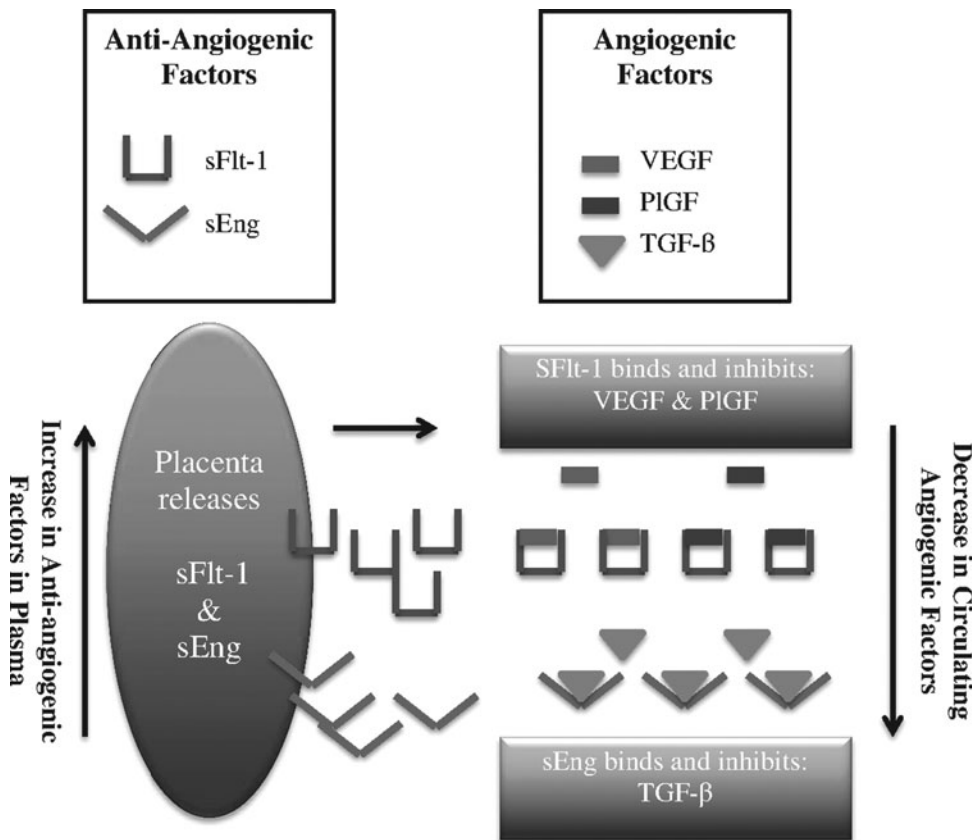 Anti-Angiogenic
Factors
sFlt-1
sEng
Angiogenic
Factors
VEGF
PlGF
TGF-β
Increase in Anti-angiogenic
Factors in Plasma
Placenta
releases
sFlt-1
&
sEng
SFlt-1 binds and inhibits:
VEGF & PlGF
sEng binds and inhibits:
TGF-β
Decrease in Circulating
Angiogenic Factors